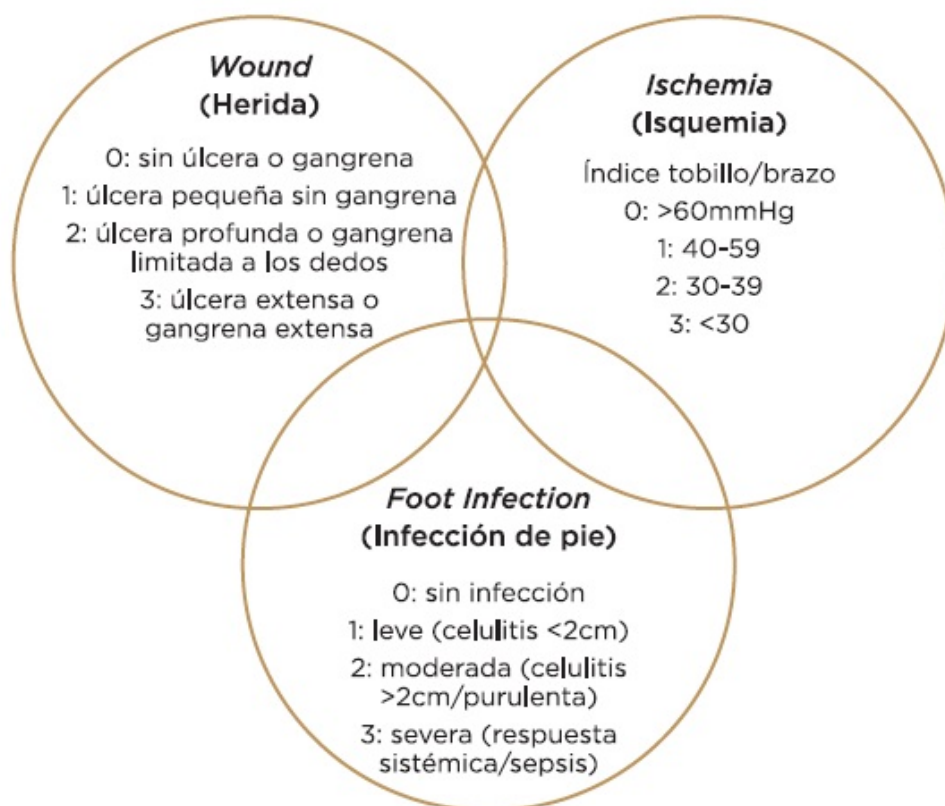 Wound
(Herida)
0: sin úlcera o gangrena
1: úlcera pequeña sin gangrena
2: úlcera profunda o gangrena
limitada a los dedos
3: úlcera extensa o
gangrena extensa
Ischemia
(Isquemia)
Índice tobillo/brazo
0: >60mmHg
1: 40-59
2: 30-39
3: <30
Foot Infection
(Infección de pie)
0: sin infección
1: leve (celulitis <2cm)
2: moderada (celulitis
>2cm/purulenta)
3: severa (respuesta
sistémica/sepsis)